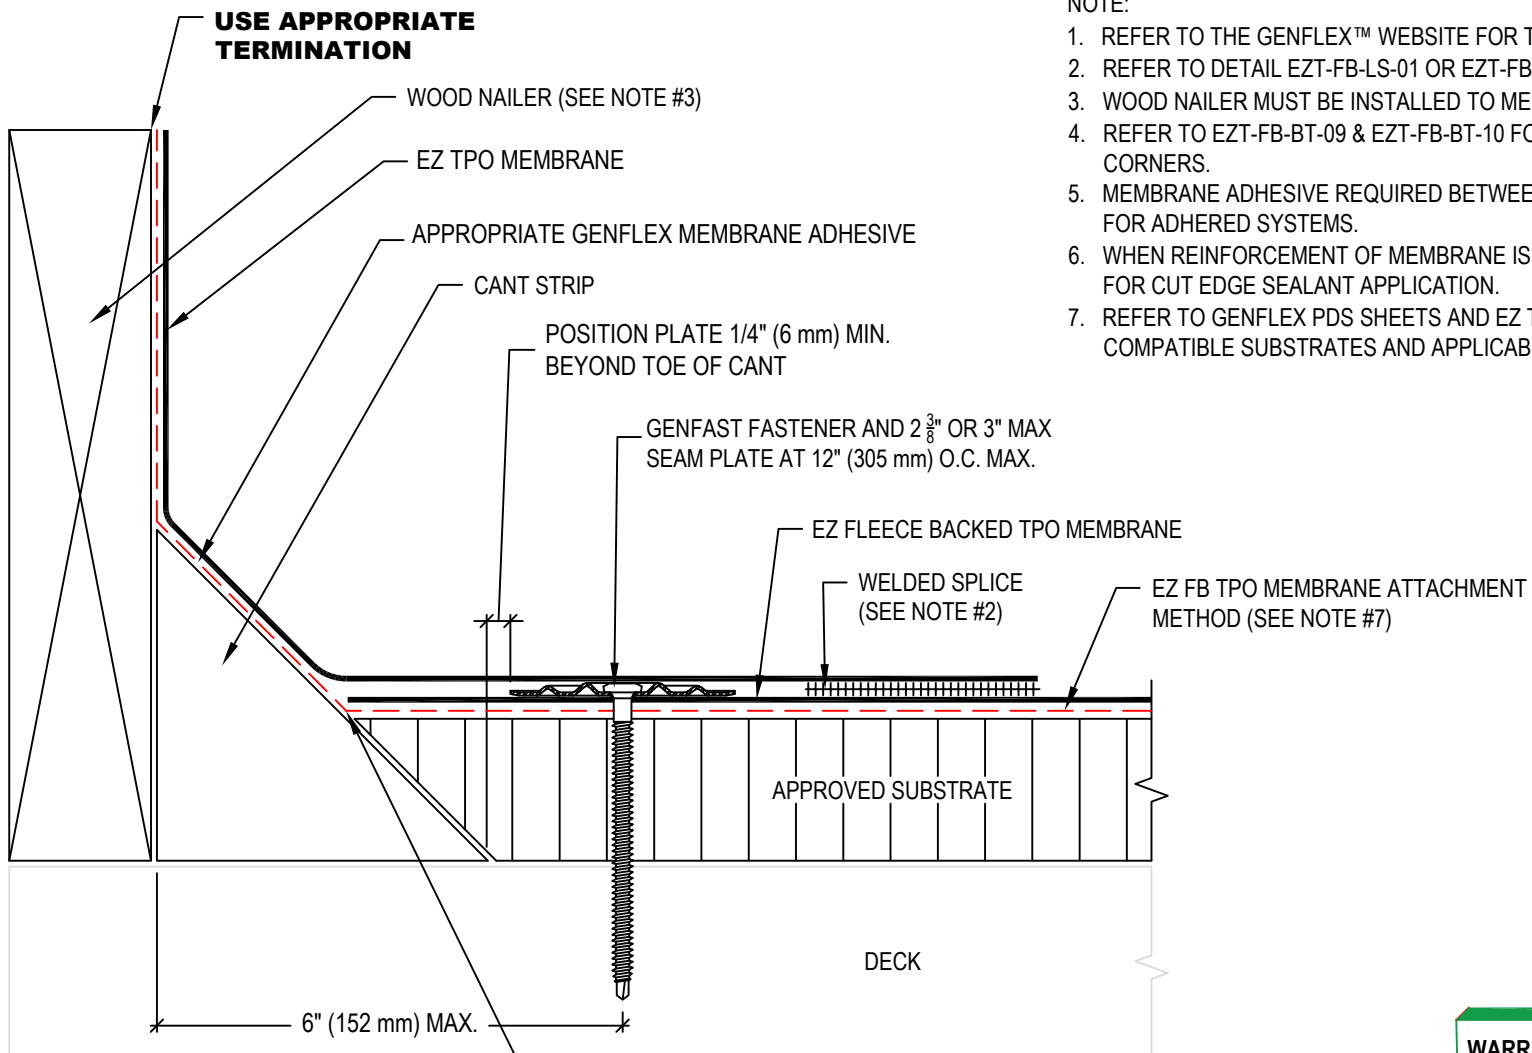 USE APPROPRIATE
TERMINATION
WOOD NAILER (SEE NOTE #3)
EZ TPO MEMBRANE
APPROPRIATE GENFLEX MEMBRANE ADHESIVE
CANT STRIP
POSITION PLATE 1/4" (6 mm) MIN.
BEYOND TOE OF CANT
GENFAST FASTENER AND 2 3/8" OR 3" MAX
SEAM PLATE AT 12" (305 mm) O.C. MAX.
EZ FLEECE BACKED TPO MEMBRANE
WELDED SPLICE
(SEE NOTE #2)
EZ FB TPO MEMBRANE ATTACHMENT
METHOD (SEE NOTE #7)
APPROVED SUBSTRATE
DECK
6" (152 mm) MAX.
NOTE:
1. REFER TO THE GENFLEX™ WEBSITE FOR
2. REFER TO DETAIL EZT-FB-LS-01 OR EZT-FB
3. WOOD NAILER MUST BE INSTALLED TO
4. REFER TO EZT-FB-BT-09 & EZT-FB-BT-10
CORNERS.
5. MEMBRANE ADHESIVE REQUIRED
FOR ADHERED SYSTEMS.
6. WHEN REINFORCEMENT OF MEMBRANE IS
FOR CUT EDGE SEALANT APPLICATION.
7. REFER TO GENFLEX PDS SHEETS AND EZ
COMPATIBLE SUBSTRATES AND